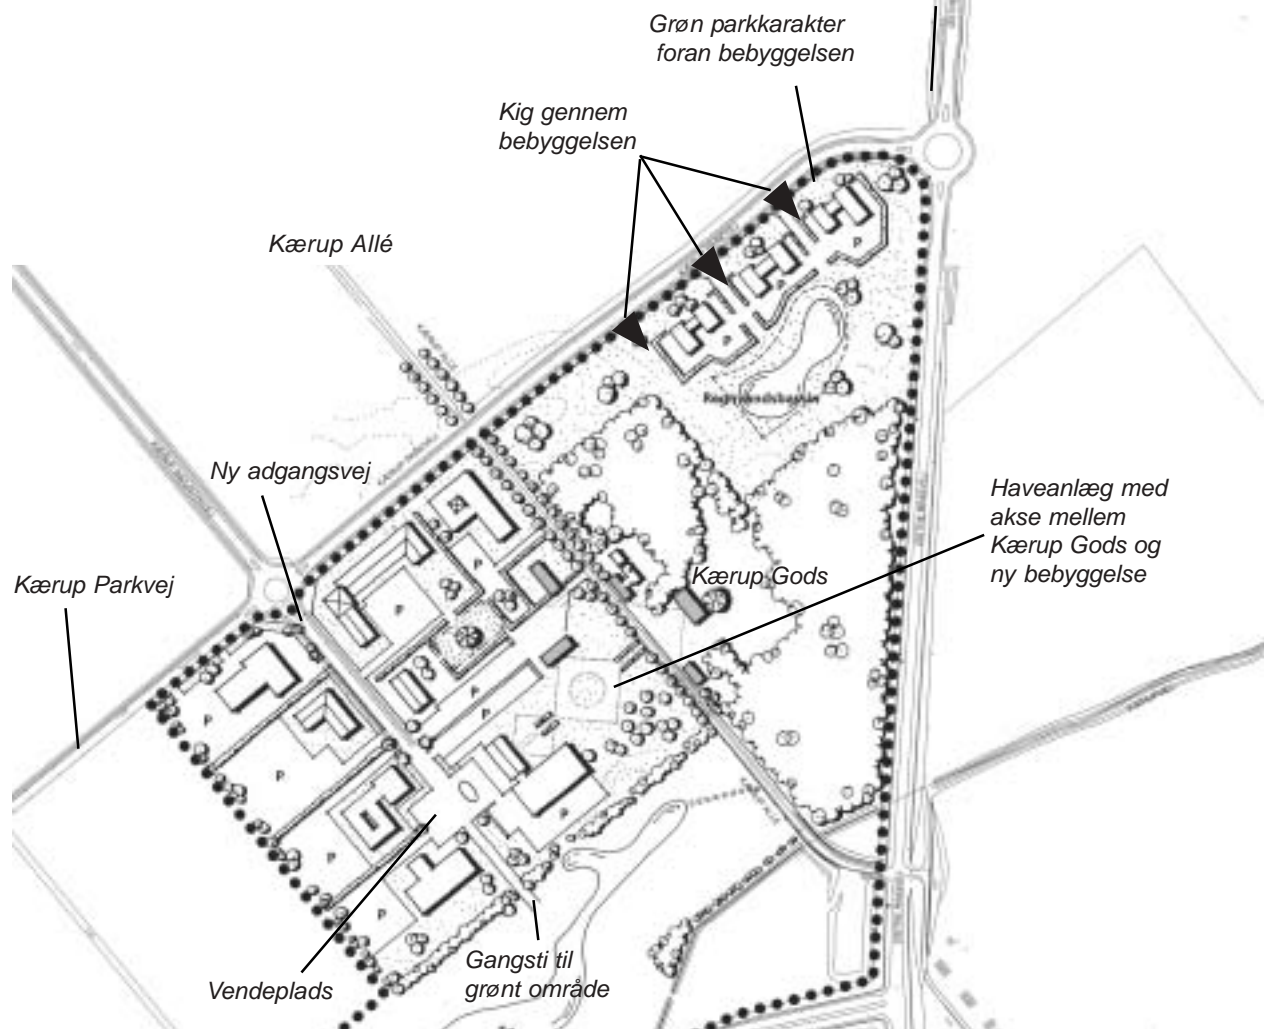 Grøn parkkarakter
foran bebyggelsen
Kig gennem
bebyggelsen
Kærup Allé
Ny adgangsvej
Kærup Parkvej
Haveanlæg med
akse mellem
Kærup Gods og
ny bebyggelse
Kærup Gods
Vendeplads
Gangsti til
grønt område
P
P
P
P
P
P
P
P
P
P
P
P